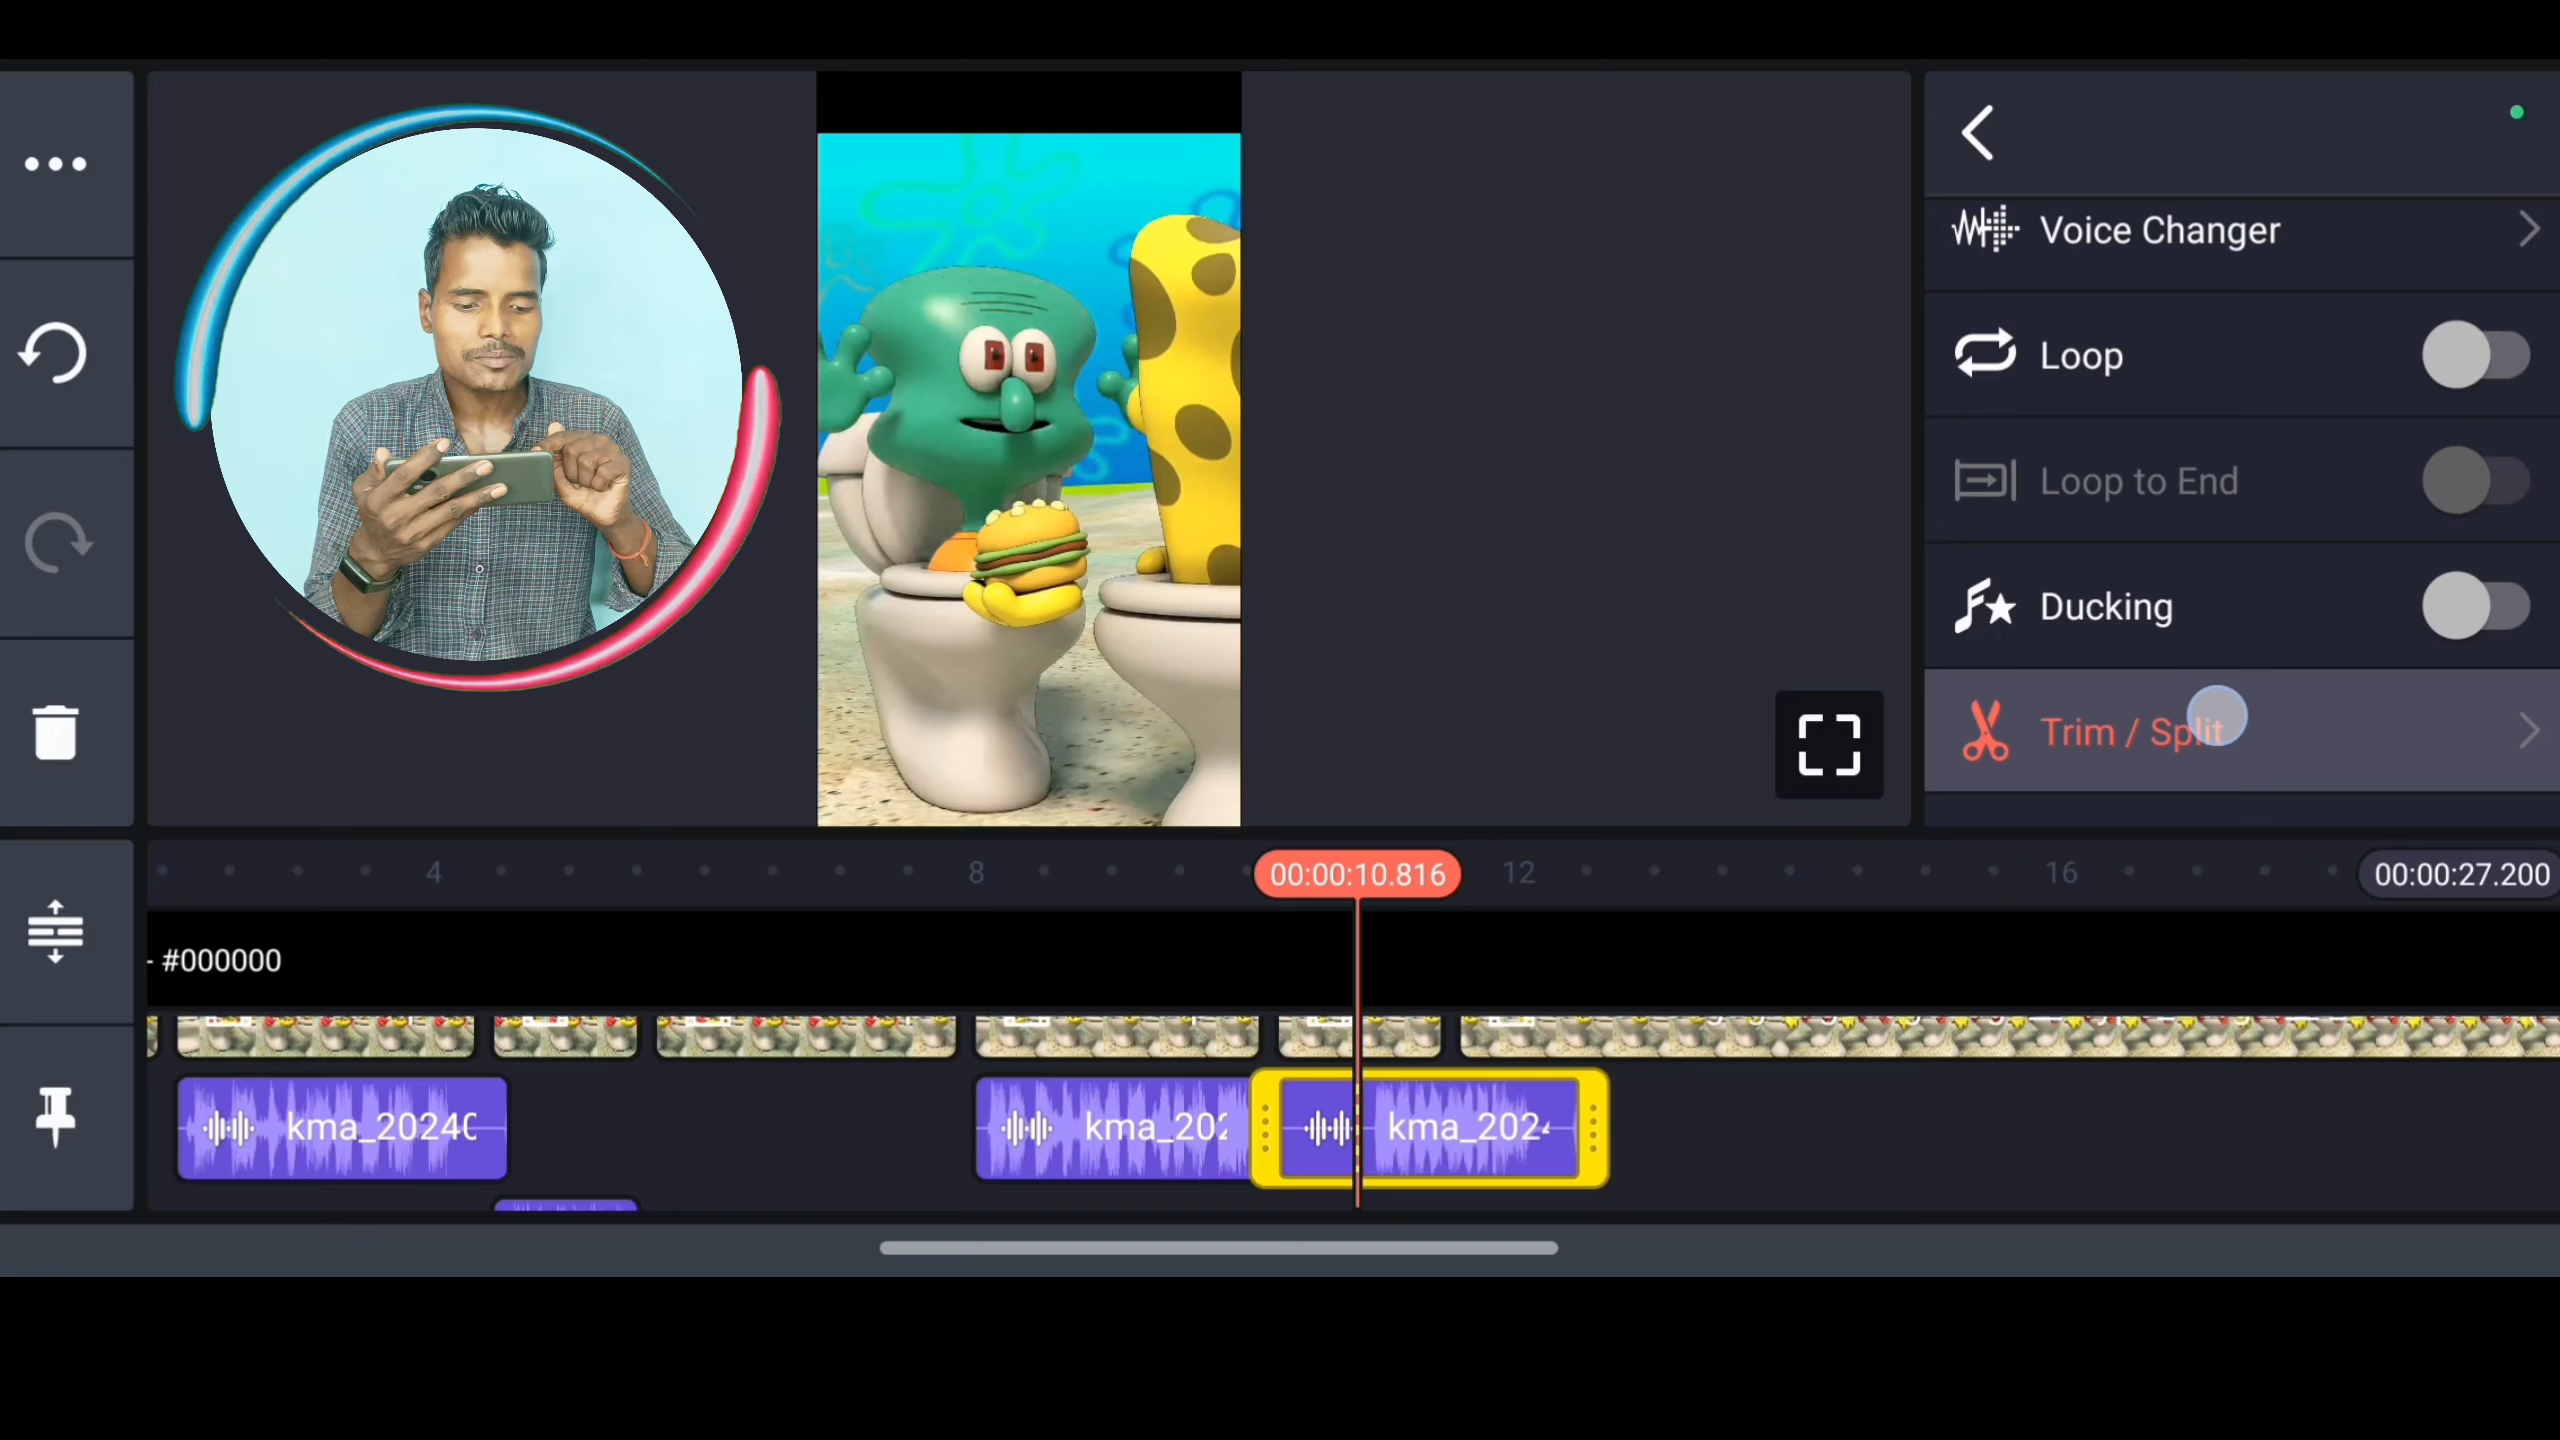 Voice Changer
Loop
Loop to End
Ducking
Trim / Split
4
8
00:00:10.816
12
16
00:00:27.200
- #000000
kma_2024
kma_202
kma_202